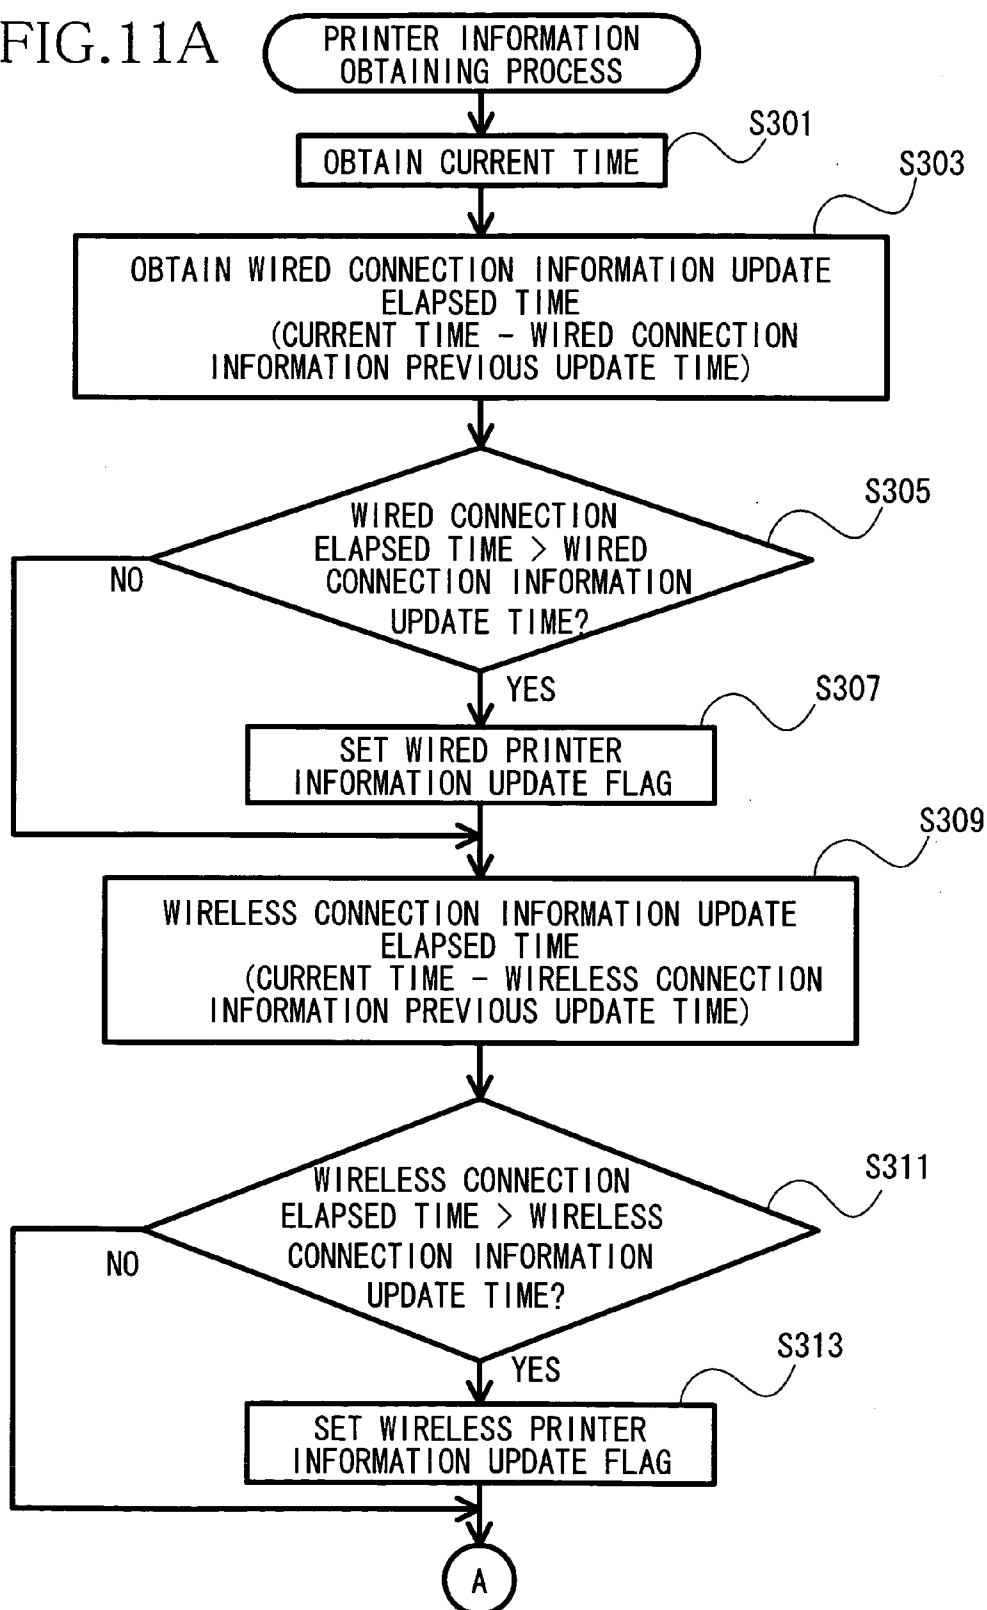 FIG.11A
PRINTER INFORMATION
OBTAINING PROCESS
S301
OBTAIN CURRENT TIME
S303
OBTAIN WIRED CONNECTION INFORMATION UPDATE
ELAPSED TIME
(CURRENT TIME - WIRED CONNECTION
INFORMATION PREVIOUS UPDATE TIME)
S305
WIRED CONNECTION
ELAPSED TIME > WIRED
CONNECTION INFORMATION
UPDATE TIME?
NO
YES
S307
SET WIRED PRINTER
INFORMATION UPDATE FLAG
S309
WIRELESS CONNECTION INFORMATION UPDATE
ELAPSED TIME
(CURRENT TIME - WIRELESS CONNECTION
INFORMATION PREVIOUS UPDATE TIME)
S311
WIRELESS CONNECTION
ELAPSED TIME > WIRELESS
CONNECTION INFORMATION
UPDATE TIME?
NO
YES
S313
SET WIRELESS PRINTER
INFORMATION UPDATE FLAG
A